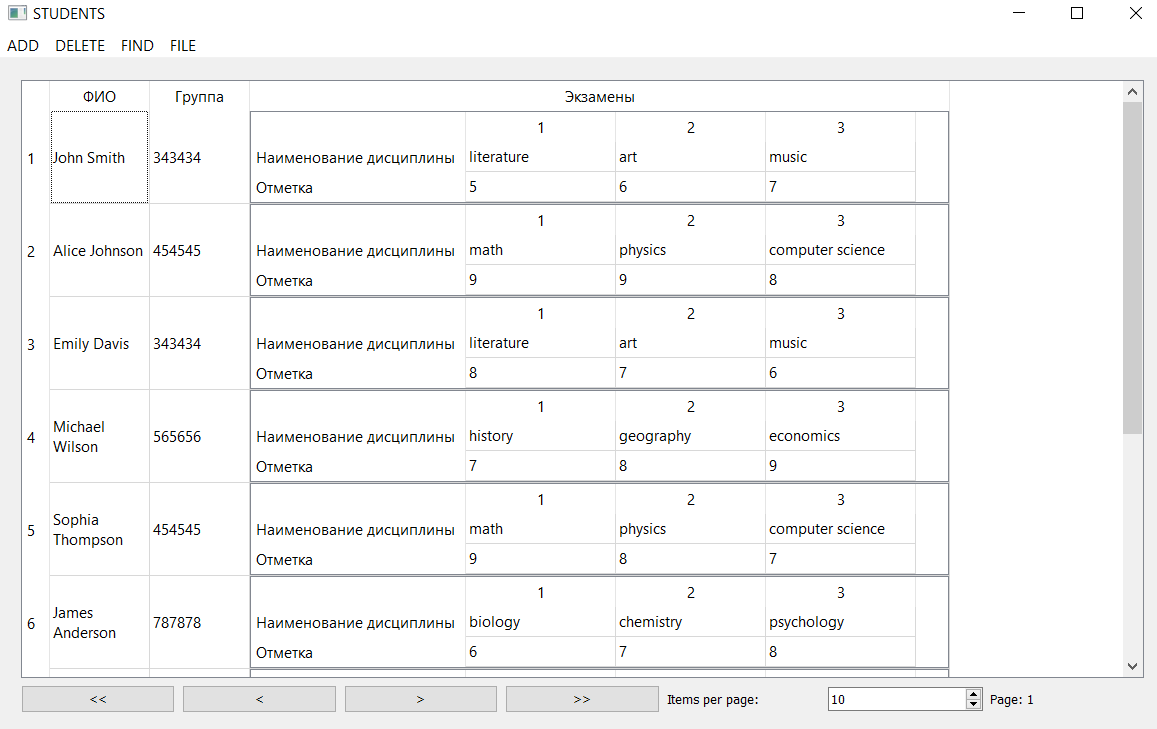 STUDENTS
ADD DELETE FIND FILE
ФИО Группа Экзамены
1 2 3
1 John Smith 343434 Наименование дисциплины literature art music
Отметка 5 6 7
1 2 3
2 Alice Johnson 454545 Наименование дисциплины math physics computer science
Отметка 9 9 8
1 2 3
3 Emily Davis 343434 Наименование дисциплины literature art music
Отметка 8 7 6
1 2 3
4 Michael Wilson 565656 Наименование дисциплины history geography economics
Отметка 7 8 9
1 2 3
5 Sophia Thompson 454545 Наименование дисциплины math physics computer science
Отметка 9 8 7
1 2 3
6 James Anderson 787878 Наименование дисциплины biology chemistry psychology
Отметка 6 7 8
<< < > >> Items per page: 10 Page: 1